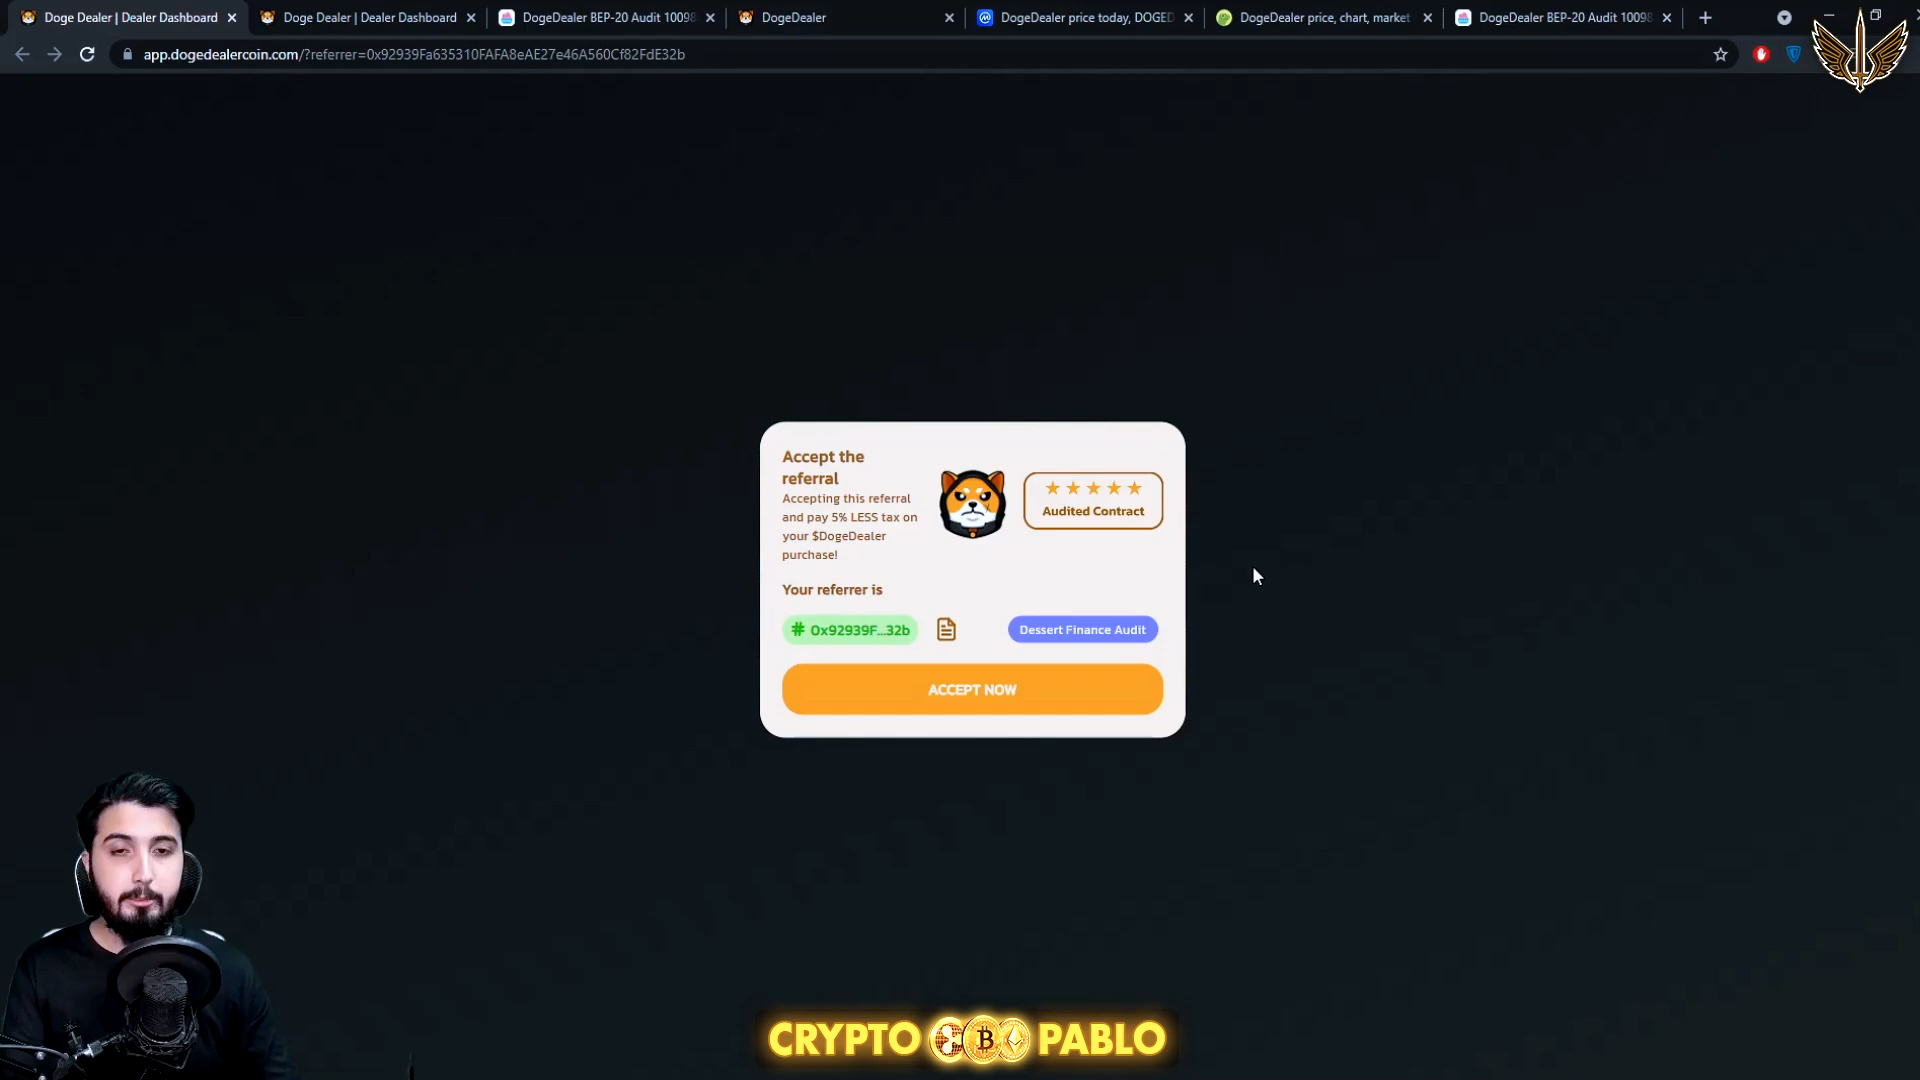 Doge Dealer | Dealer Dashboard
Doge Dealer | Dealer Dashboard
DogeDealer BEP-20 Audit 10098
DogeDealer
DogeDealer price today, DOGED
DogeDealer price, chart, market
DogeDealer BEP-20 Audit 10098
app.dogedealercoin.com/?referrer=0x92939Fa635310FAFA8eAE27e46A560Cf82FdE32b
Accept the
referral
Accepting this referral
and pay 5% LESS tax on
your $DogeDealer
purchase!
Audited Contract
Your referrer is
# 0x92939F...32b
Dessert Finance Audit
ACCEPT NOW
CRYPTO PABLO